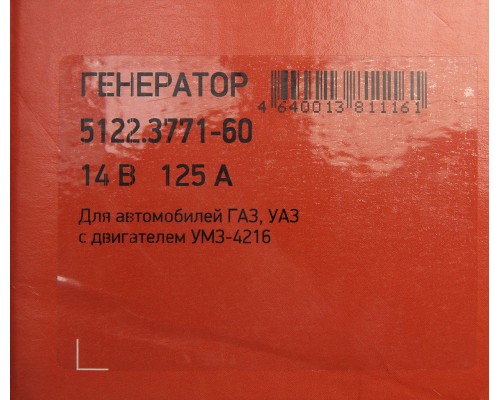 ГЕНЕРАТОР
4 640013 811161
5122.3771-60
14 В 125 А
Для автомобилей ГАЗ, УАЗ
с двигателем УМЗ-4216